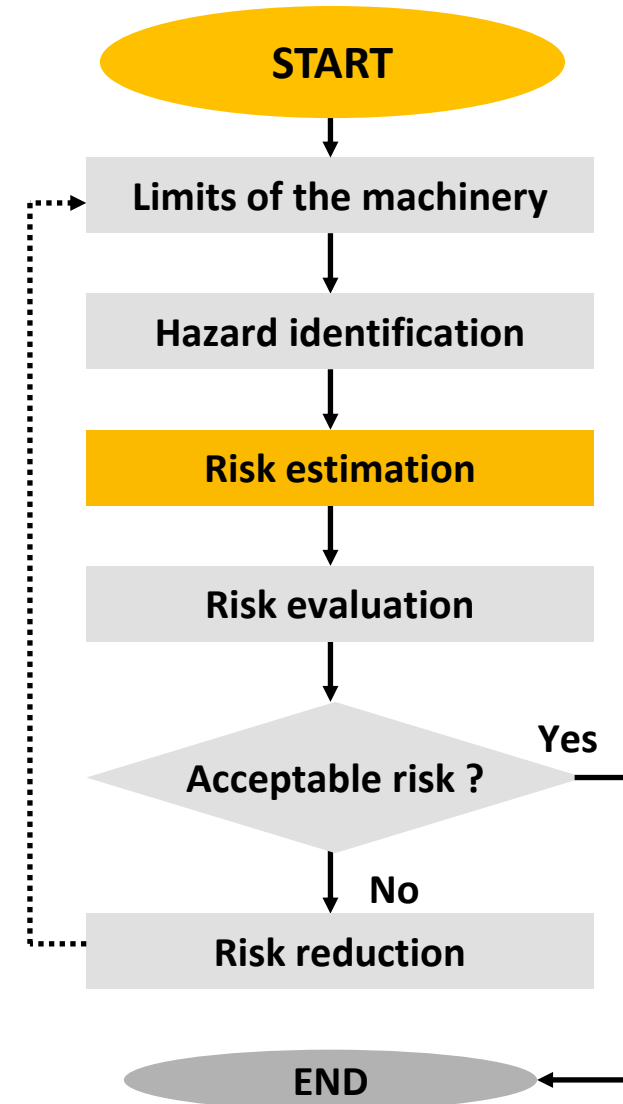 START
Limits of the machinery
Hazard identification
Risk estimation
Risk evaluation
Yes
Acceptable risk ?
No
Risk reduction
END